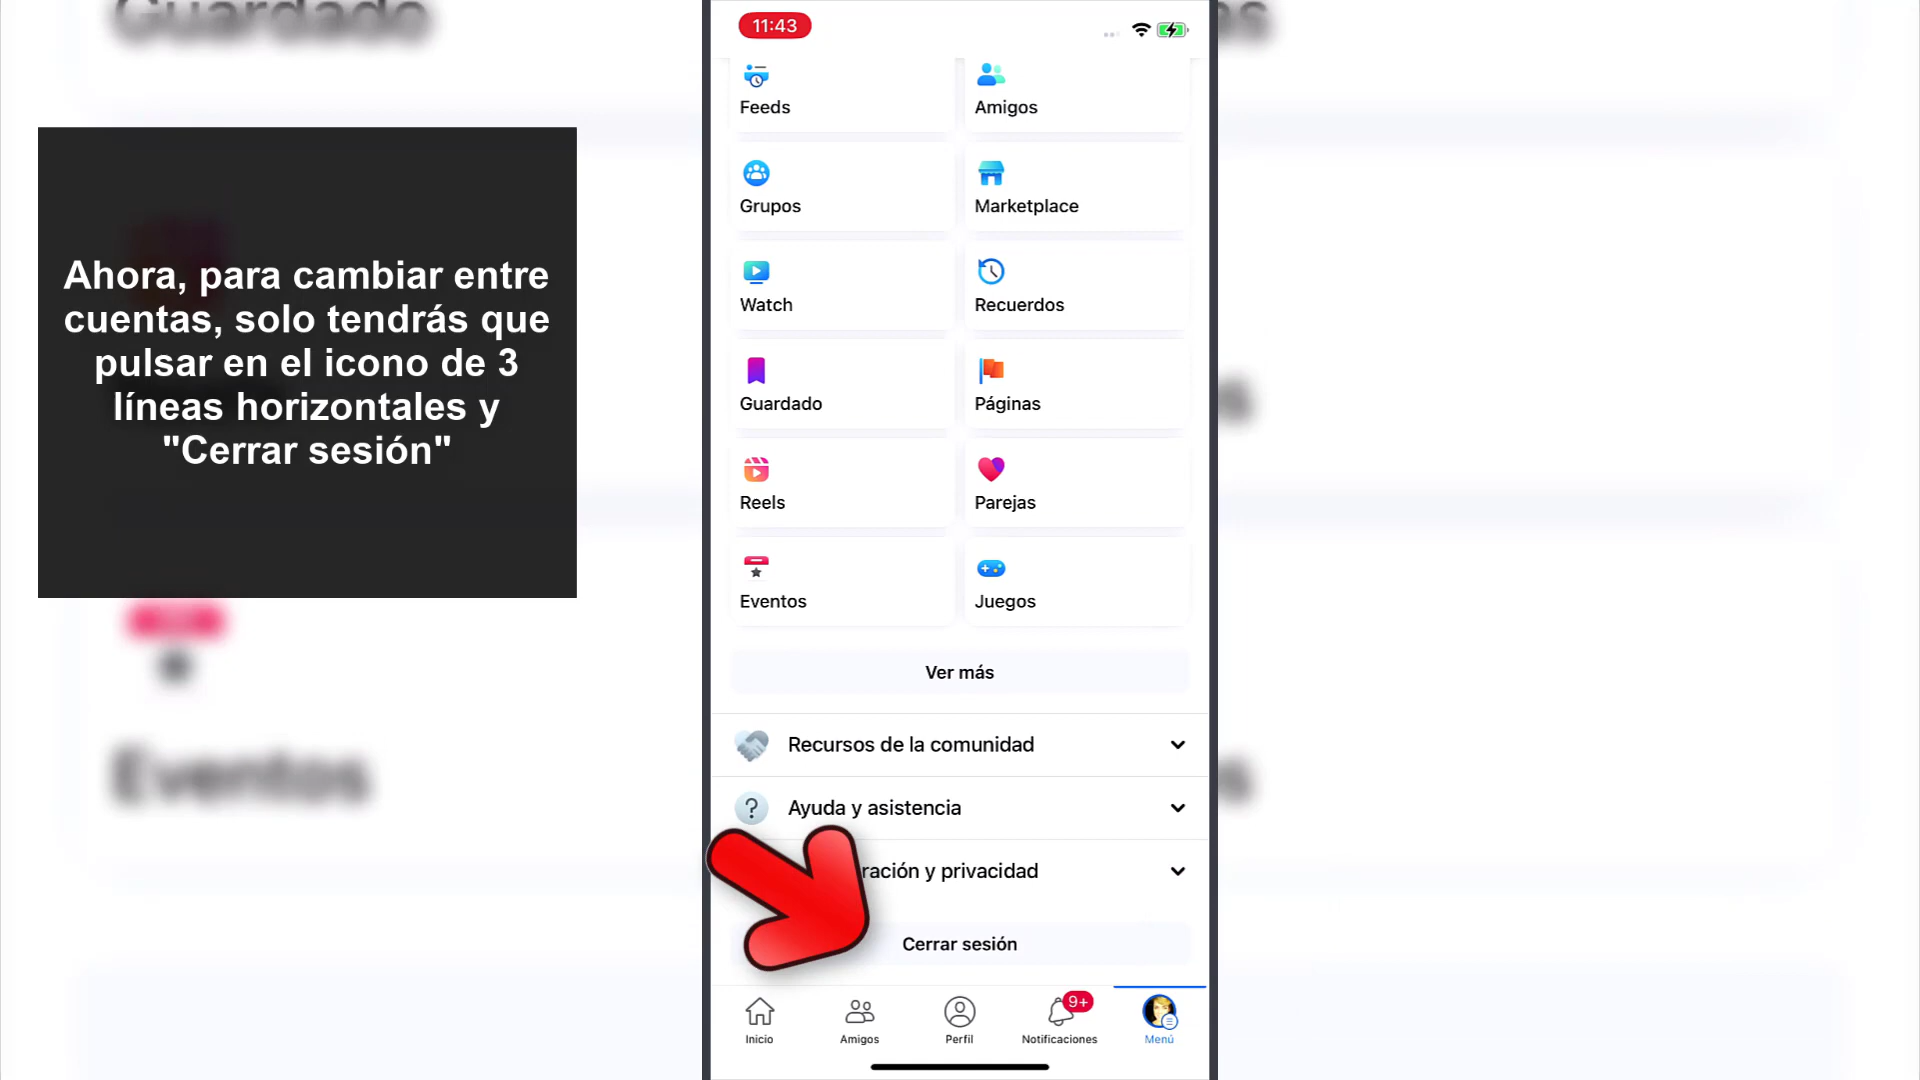 Guardado
11:43
Feeds
Amigos
Grupos
Marketplace
Ahora, para cambiar entre
cuentas, solo tendrás que
pulsar en el icono de 3
líneas horizontales y
"Cerrar sesión"
Watch
Recuerdos
Guardado
Páginas
Reels
Parejas
Eventos
Juegos
Ver más
Recursos de la comunidad
Eventos
Ayuda y asistencia
ración y privacidad
Cerrar sesión
9+
Inicio
Amigos
Perfil
Notificaciones
Menú